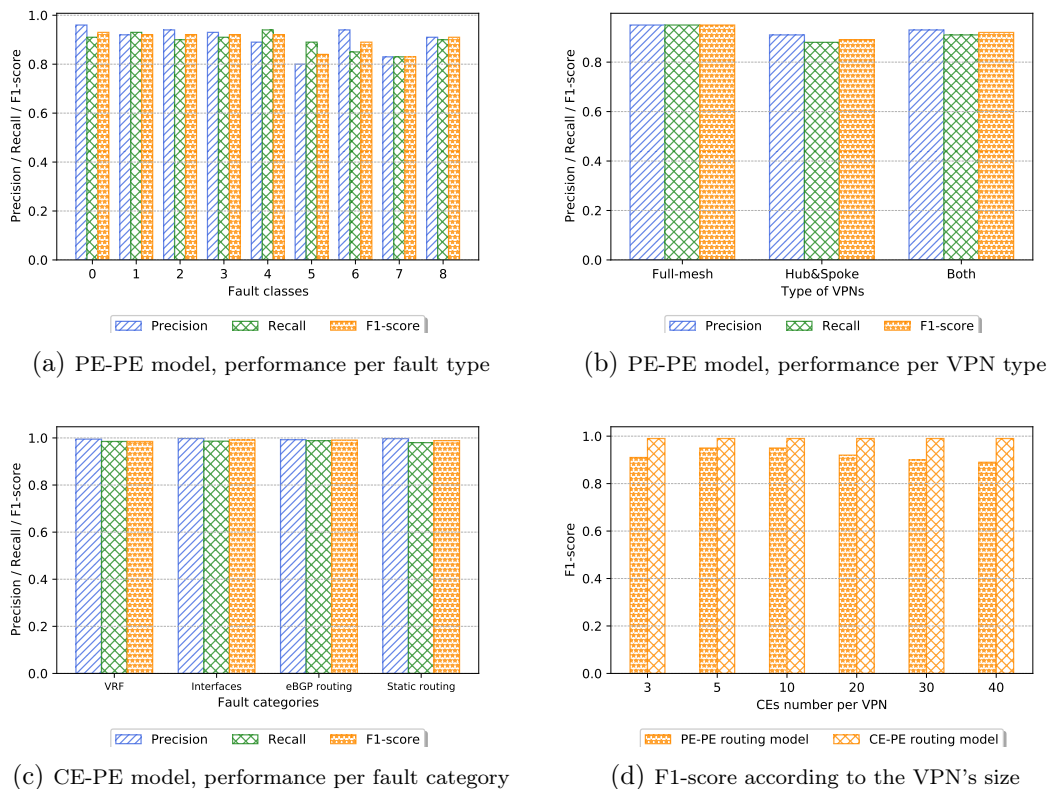 1.0
0.8
0.6
0.4
0.2
0.0
Precision / Recall / F1-score
0 1 2 3 4 5 6 7 8
Fault classes
Precision Recall F1-score
(a) PE-PE model, performance per fault type
0.8
0.6
0.4
0.2
0.0
Precision / Recall / F1-score
Full-mesh Hub&Spoke Both
Type of VPNs
Precision Recall F1-score
(b) PE-PE model, performance per VPN type
1.0
0.8
0.6
0.4
0.2
0.0
Precision / Recall / F1-score
VRF Interfaces eBGP routing Static routing
Fault categories
Precision Recall F1-score
(c) CE-PE model, performance per fault category
1.0
0.8
0.6
0.4
0.2
0.0
F1-score
3 5 10 20 30 40
CEs number per VPN
PE-PE routing model CE-PE routing model
(d) F1-score according to the VPN's size